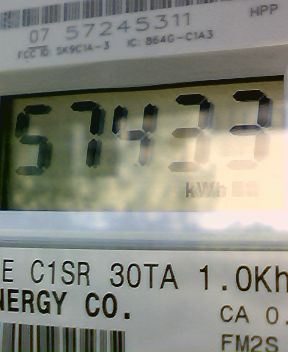 HPP
07 57245311
FCC ID: SK9C1A-3 IC: 864G-C1A3
57433
kWh
E C1SR 30TA 1.0Kh
NERGY CO.
CA 0.
FM2S